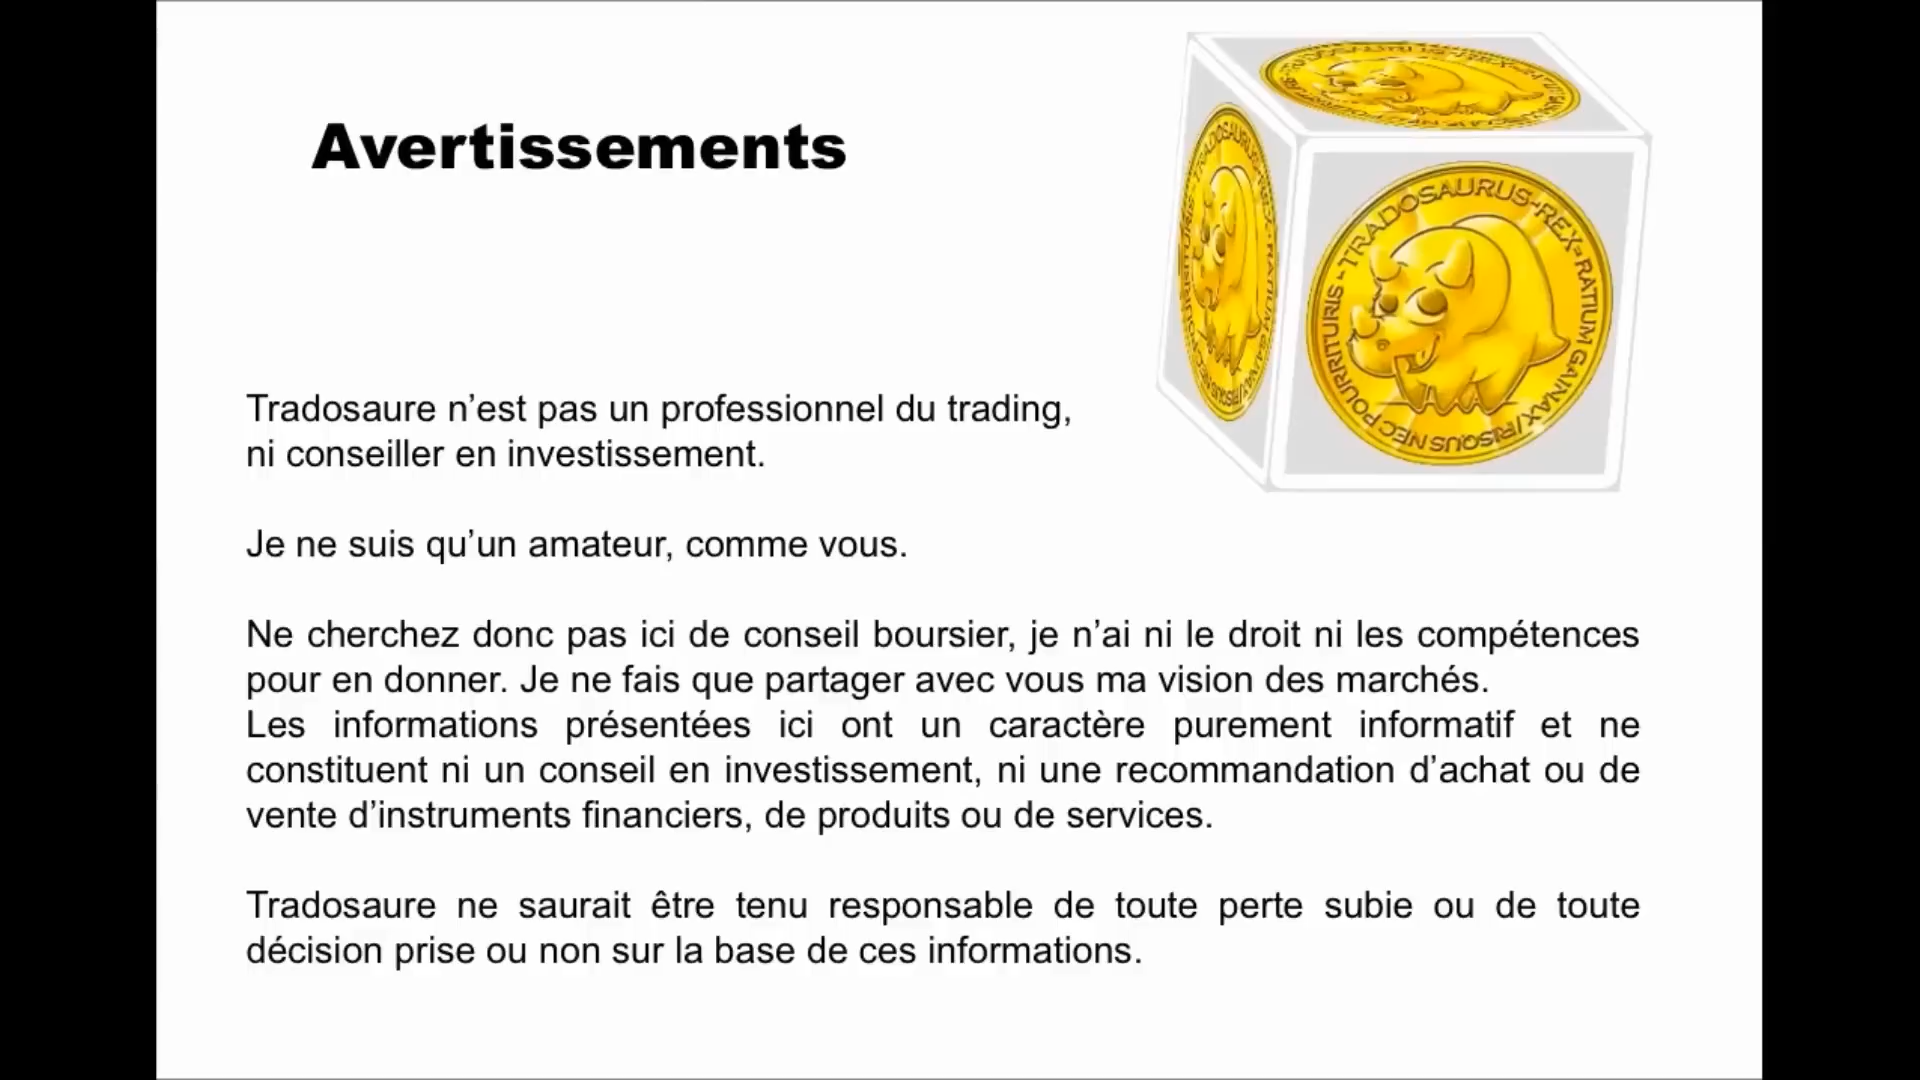 Avertissements
TRADOSAURUS-REX-RATIUM GAINAX/RISQUS NEC POURRITURIS -
Tradosaure n’est pas un professionnel du trading,
ni conseiller en investissement.
Je ne suis qu’un amateur, comme vous.
Ne cherchez donc pas ici de conseil boursier, je n’ai ni le droit ni les compétences
pour en donner. Je ne fais que partager avec vous ma vision des marchés.
Les informations présentées ici ont un caractère purement informatif et ne
constituent ni un conseil en investissement, ni une recommandation d’achat ou de
vente d’instruments financiers, de produits ou de services.
Tradosaure ne saurait être tenu responsable de toute perte subie ou de toute
décision prise ou non sur la base de ces informations.